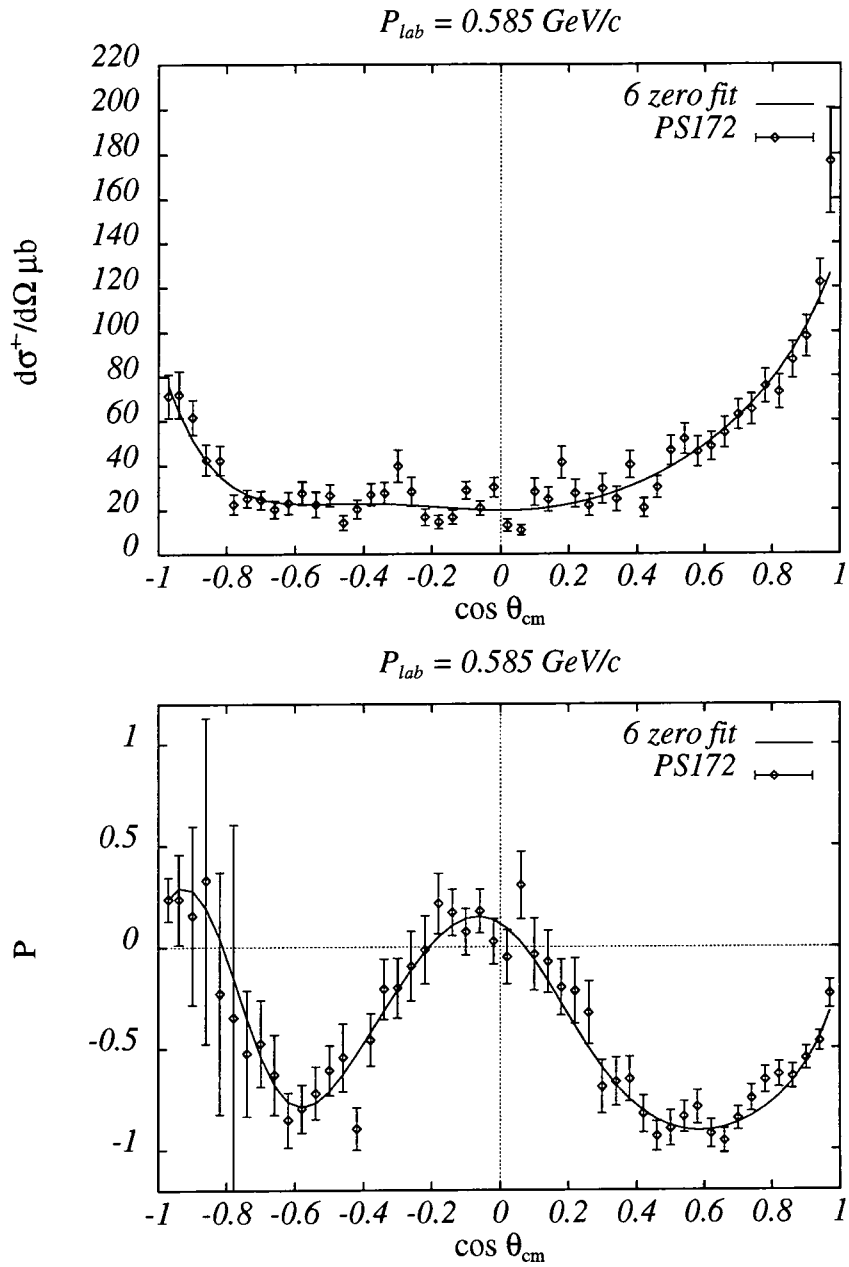 P_lab = 0.585 GeV/c
220
200
180
160
140
120
100
80
60
40
20
0
dσ⁺/dΩ μb
6 zero fit
PS172
-1 -0.8 -0.6 -0.4 -0.2 0 0.2 0.4 0.6 0.8 1
cos θ_cm
P_lab = 0.585 GeV/c
1
0.5
0
-0.5
-1
P
6 zero fit
PS172
-1 -0.8 -0.6 -0.4 -0.2 0 0.2 0.4 0.6 0.8 1
cos θ_cm